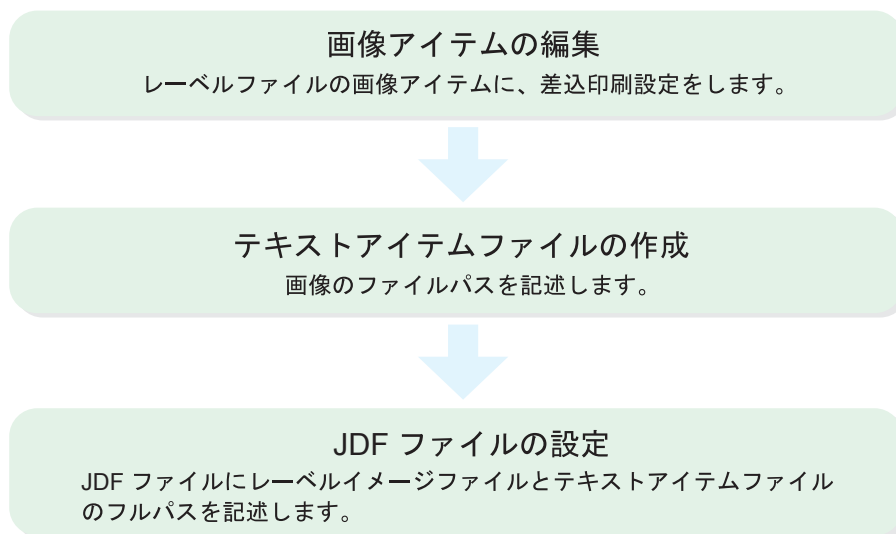 画像アイテムの編集
レーベルファイルの画像アイテムに、差込印刷設定をします。
テキストアイテムファイルの作成
画像のファイルパスを記述します。
JDF ファイルの設定
JDF ファイルにレーベルイメージファイルとテキストアイテムファイル
のフルパスを記述します。